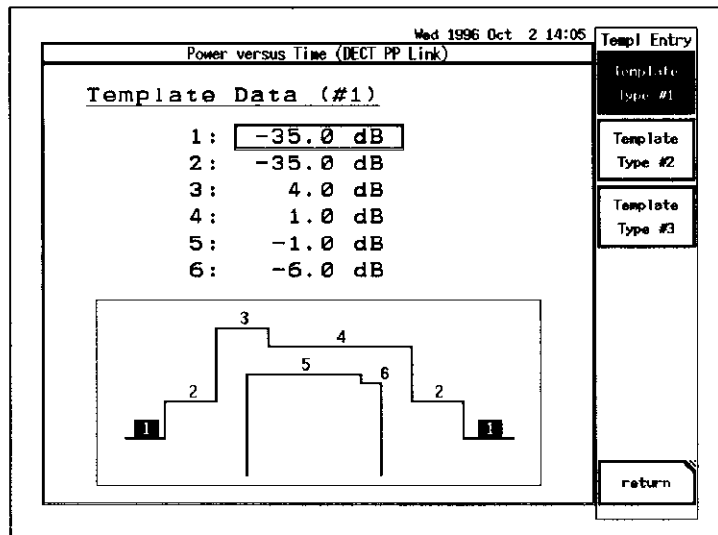 Wed 1996 Oct 2 14:05
Power versus Time (DECT PP Link)
Template Data (#1)
1: -35.0 dB
2: -35.0 dB
3: 4.0 dB
4: 1.0 dB
5: -1.0 dB
6: -6.0 dB
3
4
5
6
2
2
1
1
Templ Entry
Template
Type #1
Template
Type #2
Template
Type #3
return